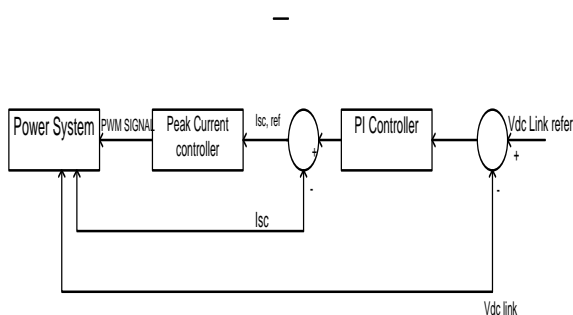 Power System
PWM SIGNAL
Peak Current
controller
Isc, ref
+
-
PI Controller
Vdc Link refer
+
-
Isc
Vdc link